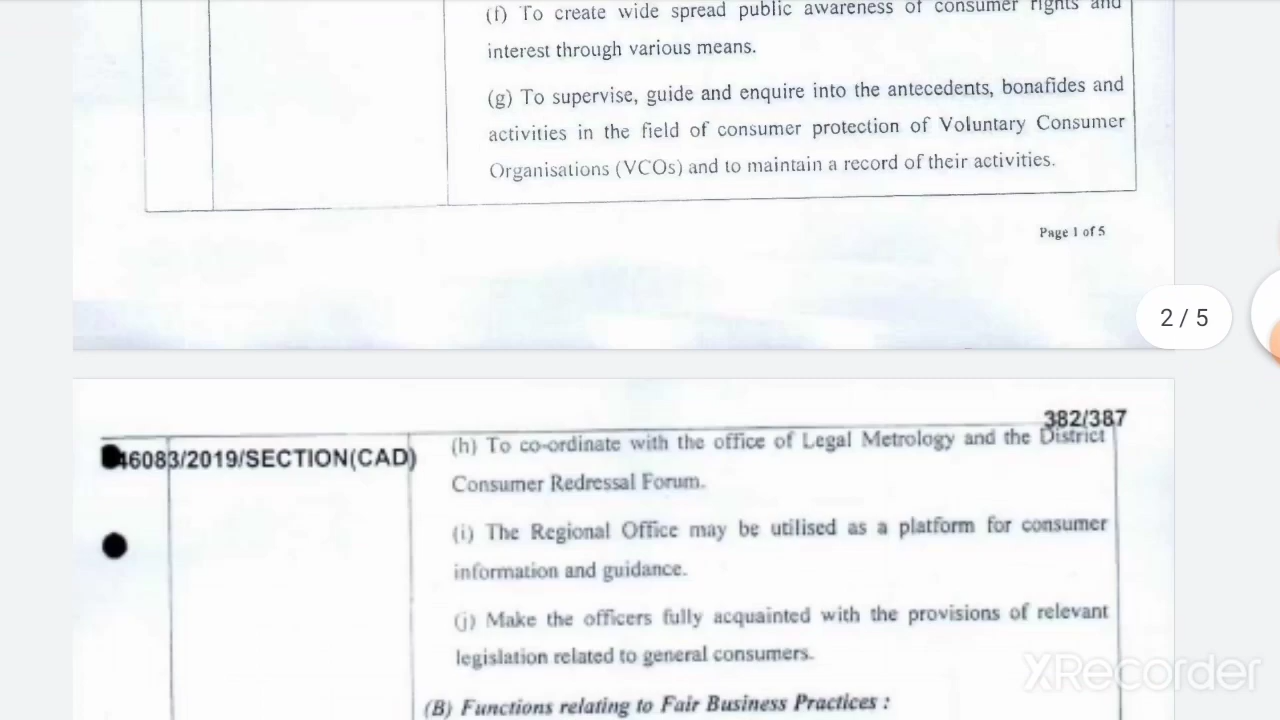 (f) To create wide spread public awareness of consumer rights and
interest through various means.
(g) To supervise, guide and enquire into the antecedents, bonafides and
activities in the field of consumer protection of Voluntary Consumer
Organisations (VCOs) and to maintain a record of their activities.
Page 1 of 5
2 / 5
382/387
46083/2019/SECTION(CAD)
(h) To co-ordinate with the office of Legal Metrology and the District
Consumer Redressal Forum.
(i) The Regional Office may be utilised as a platform for consumer
information and guidance.
(j) Make the officers fully acquainted with the provisions of relevant
legislation related to general consumers.
(B) Functions relating to Fair Business Practices :
XRecorder